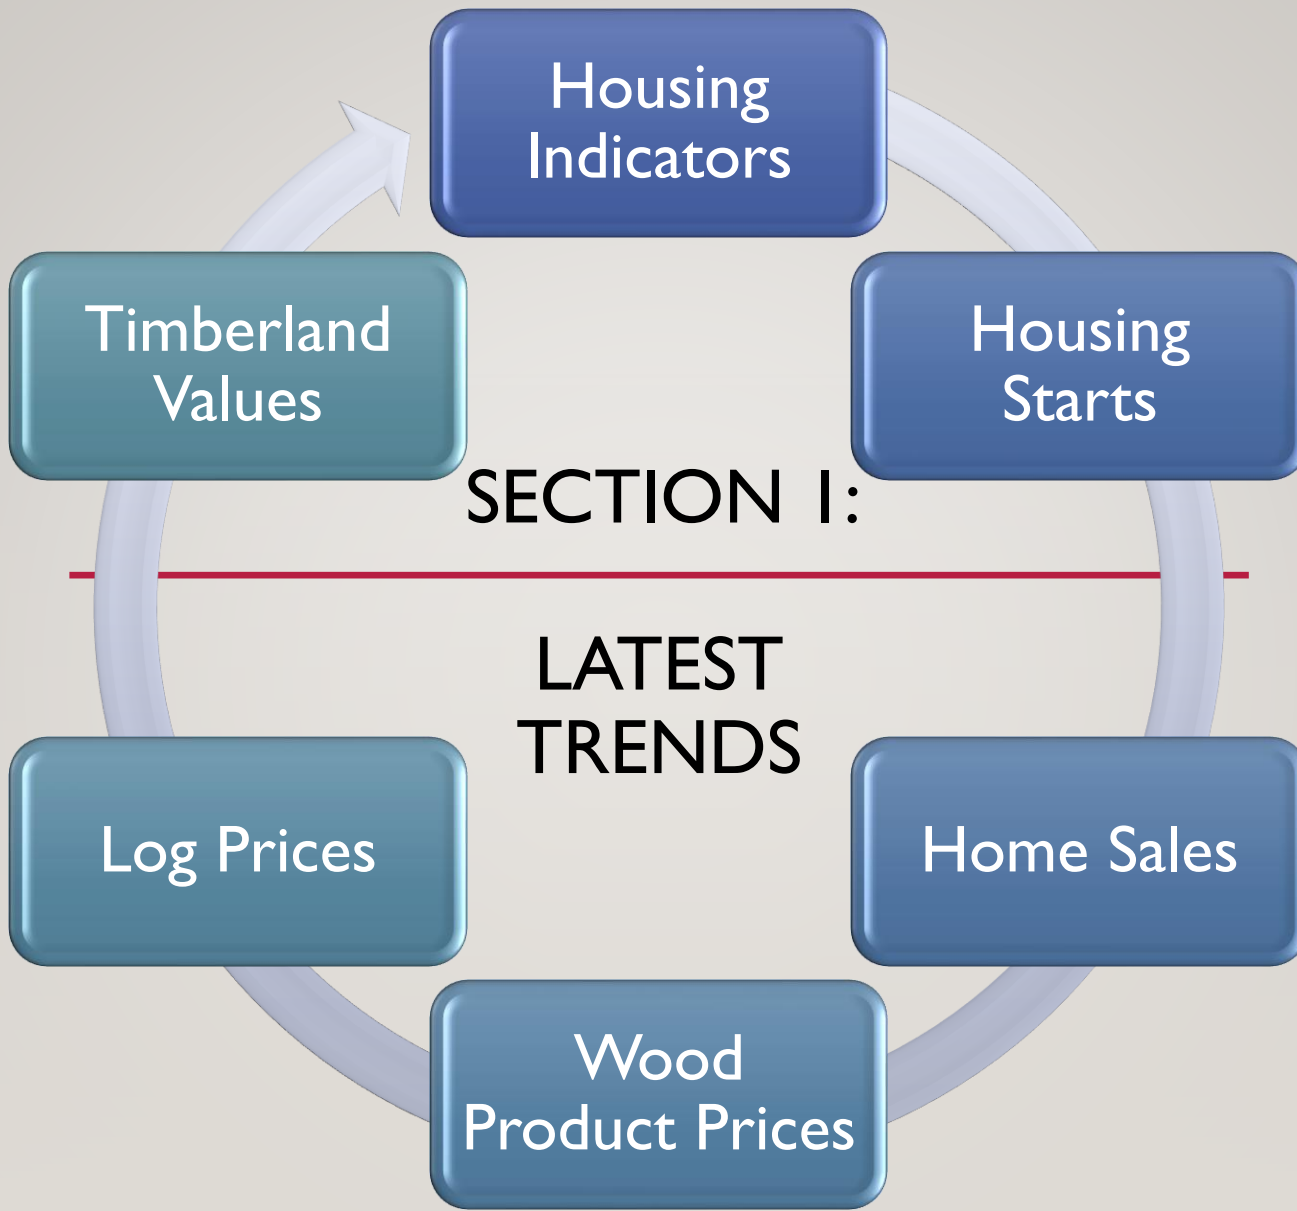 Housing
Indicators
Housing
Starts
Home Sales
Wood
Product Prices
Log Prices
Timberland
Values
SECTION 1:
LATEST
TRENDS